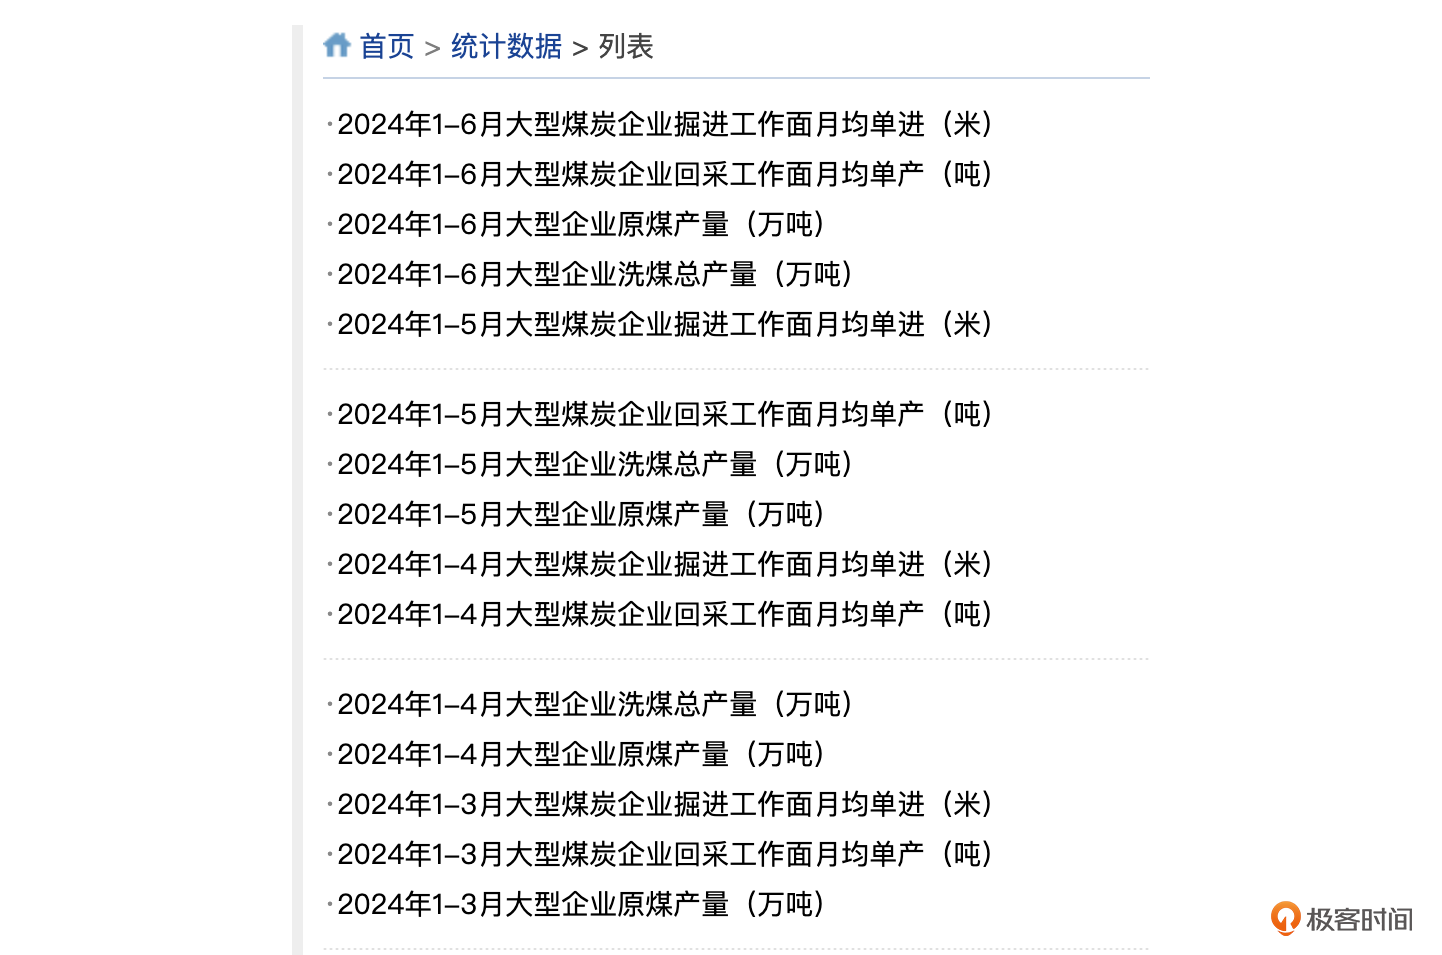 首页 > 统计数据 > 列表
·2024年1-6月大型煤炭企业掘进工作面月均单进（米）
·2024年1-6月大型煤炭企业回采工作面月均单产（吨）
·2024年1-6月大型企业原煤产量（万吨）
·2024年1-6月大型企业洗煤总产量（万吨）
·2024年1-5月大型煤炭企业掘进工作面月均单进（米）
·2024年1-5月大型煤炭企业回采工作面月均单产（吨）
·2024年1-5月大型企业洗煤总产量（万吨）
·2024年1-5月大型企业原煤产量（万吨）
·2024年1-4月大型煤炭企业掘进工作面月均单进（米）
·2024年1-4月大型煤炭企业回采工作面月均单产（吨）
·2024年1-4月大型企业洗煤总产量（万吨）
·2024年1-4月大型企业原煤产量（万吨）
·2024年1-3月大型煤炭企业掘进工作面月均单进（米）
·2024年1-3月大型煤炭企业回采工作面月均单产（吨）
·2024年1-3月大型企业原煤产量（万吨）
极客时间